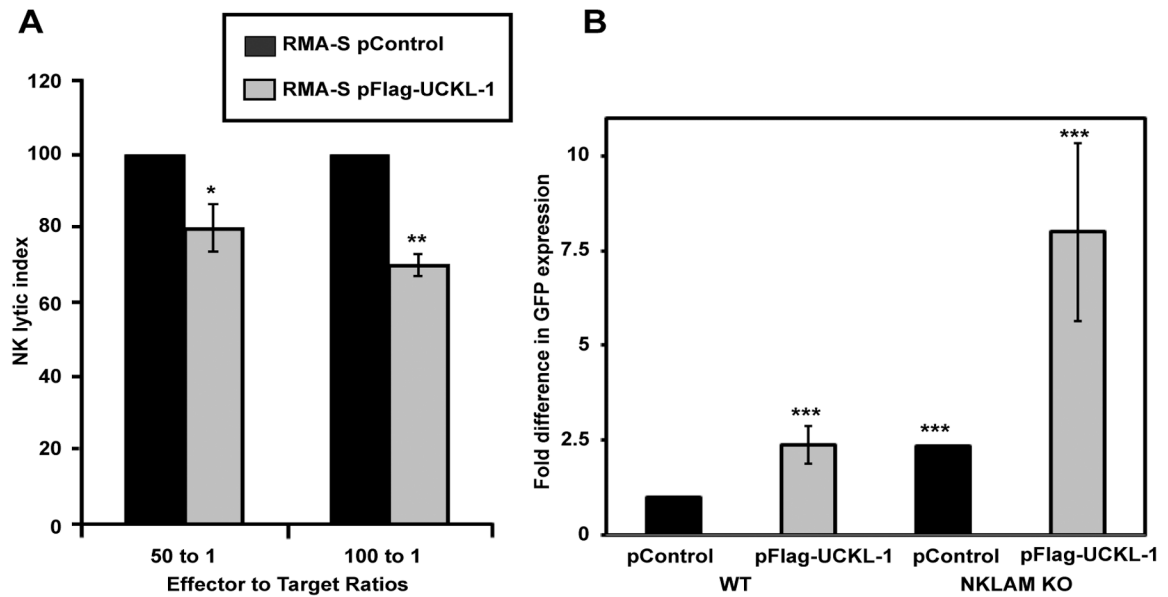 A
RMA-S pControl
RMA-S pFlag-UCKL-1
NK lytic index
120
100
80
60
40
20
0
*
**
50 to 1
100 to 1
Effector to Target Ratios
B
Fold difference in GFP expression
10
7.5
5
2.5
0
***
***
***
pControl
pFlag-UCKL-1
pControl
pFlag-UCKL-1
WT
NKLAM KO